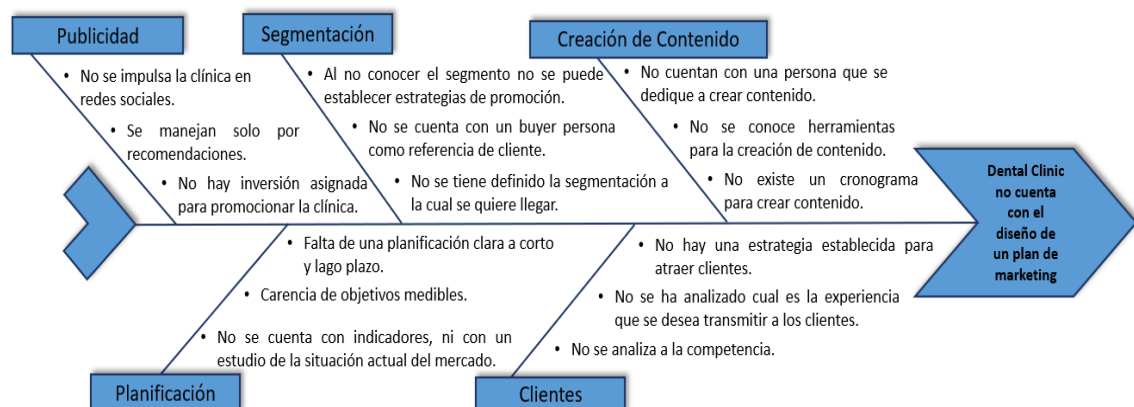 Publicidad
• No se impulsa la clínica en
redes sociales.
• Se manejan solo por
recomendaciones.
• No hay inversión asignada
para promocionar la clínica.
Segmentación
• Al no conocer el segmento no se puede
establecer estrategias de promoción.
• No se cuenta con un buyer persona
como referencia de cliente.
• No se tiene definido la segmentación a
la cual se quiere llegar.
Creación de Contenido
• No cuentan con una persona que se
dedique a crear contenido.
• No se conoce herramientas
para la creación de contenido.
• No existe un cronograma
para crear contenido.
Dental Clinic
no cuenta
con el
diseño de
un plan de
marketing
• Falta de una planificación clara a corto
y lago plazo.
• Carencia de objetivos medibles.
• No se cuenta con indicadores, ni con un
estudio de la situación actual del mercado.
Planificación
• No hay una estrategia establecida para
atraer clientes.
• No se ha analizado cual es la experiencia
que se desea transmitir a los clientes.
• No se analiza a la competencia.
Clientes